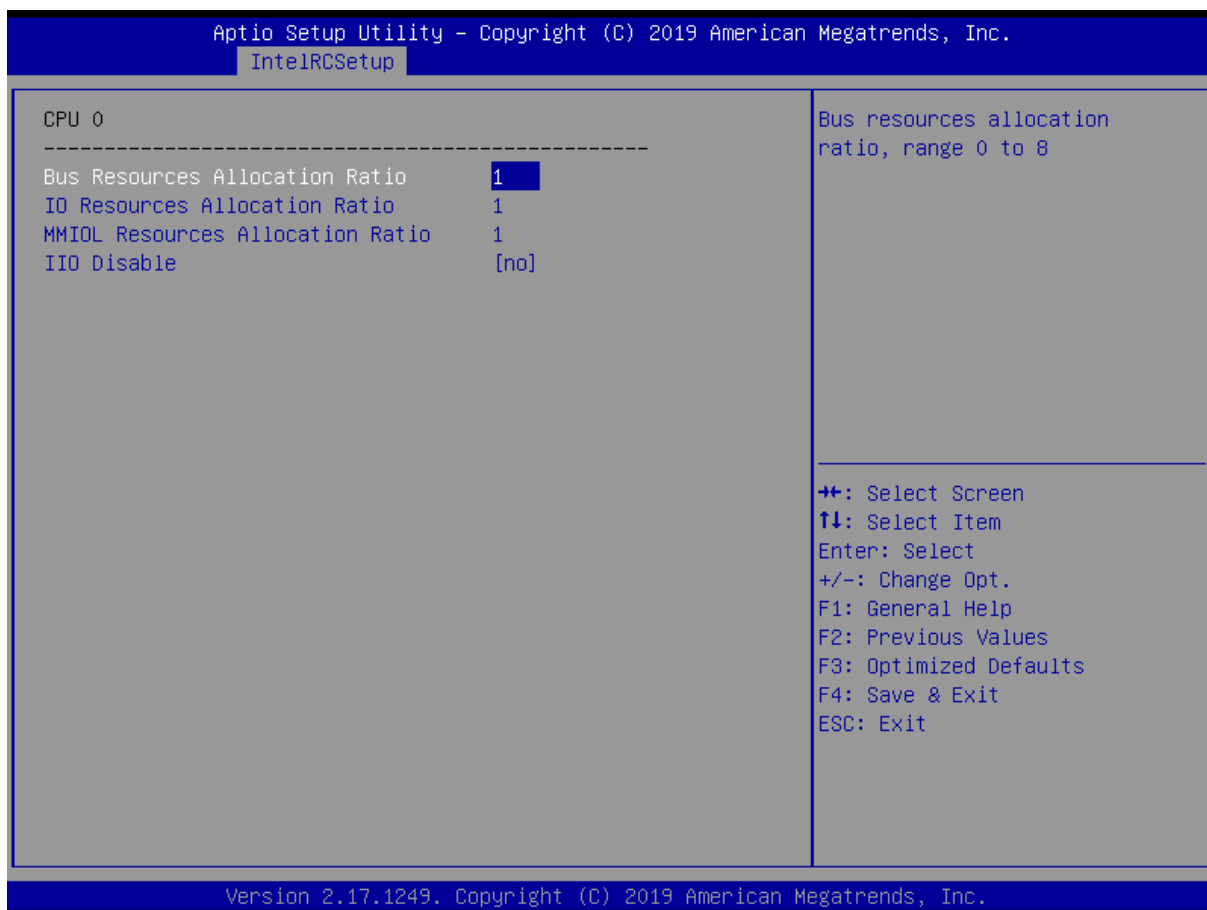 Aptio Setup Utility – Copyright (C) 2019 American Megatrends, Inc.
IntelRCSetup
CPU 0
--------------------------------------------------
Bus Resources Allocation Ratio 1
IO Resources Allocation Ratio 1
MMIOL Resources Allocation Ratio 1
IIO Disable [no]
Bus resources allocation
ratio, range 0 to 8
→←: Select Screen
↑↓: Select Item
Enter: Select
+/-: Change Opt.
F1: General Help
F2: Previous Values
F3: Optimized Defaults
F4: Save & Exit
ESC: Exit
Version 2.17.1249. Copyright (C) 2019 American Megatrends, Inc.